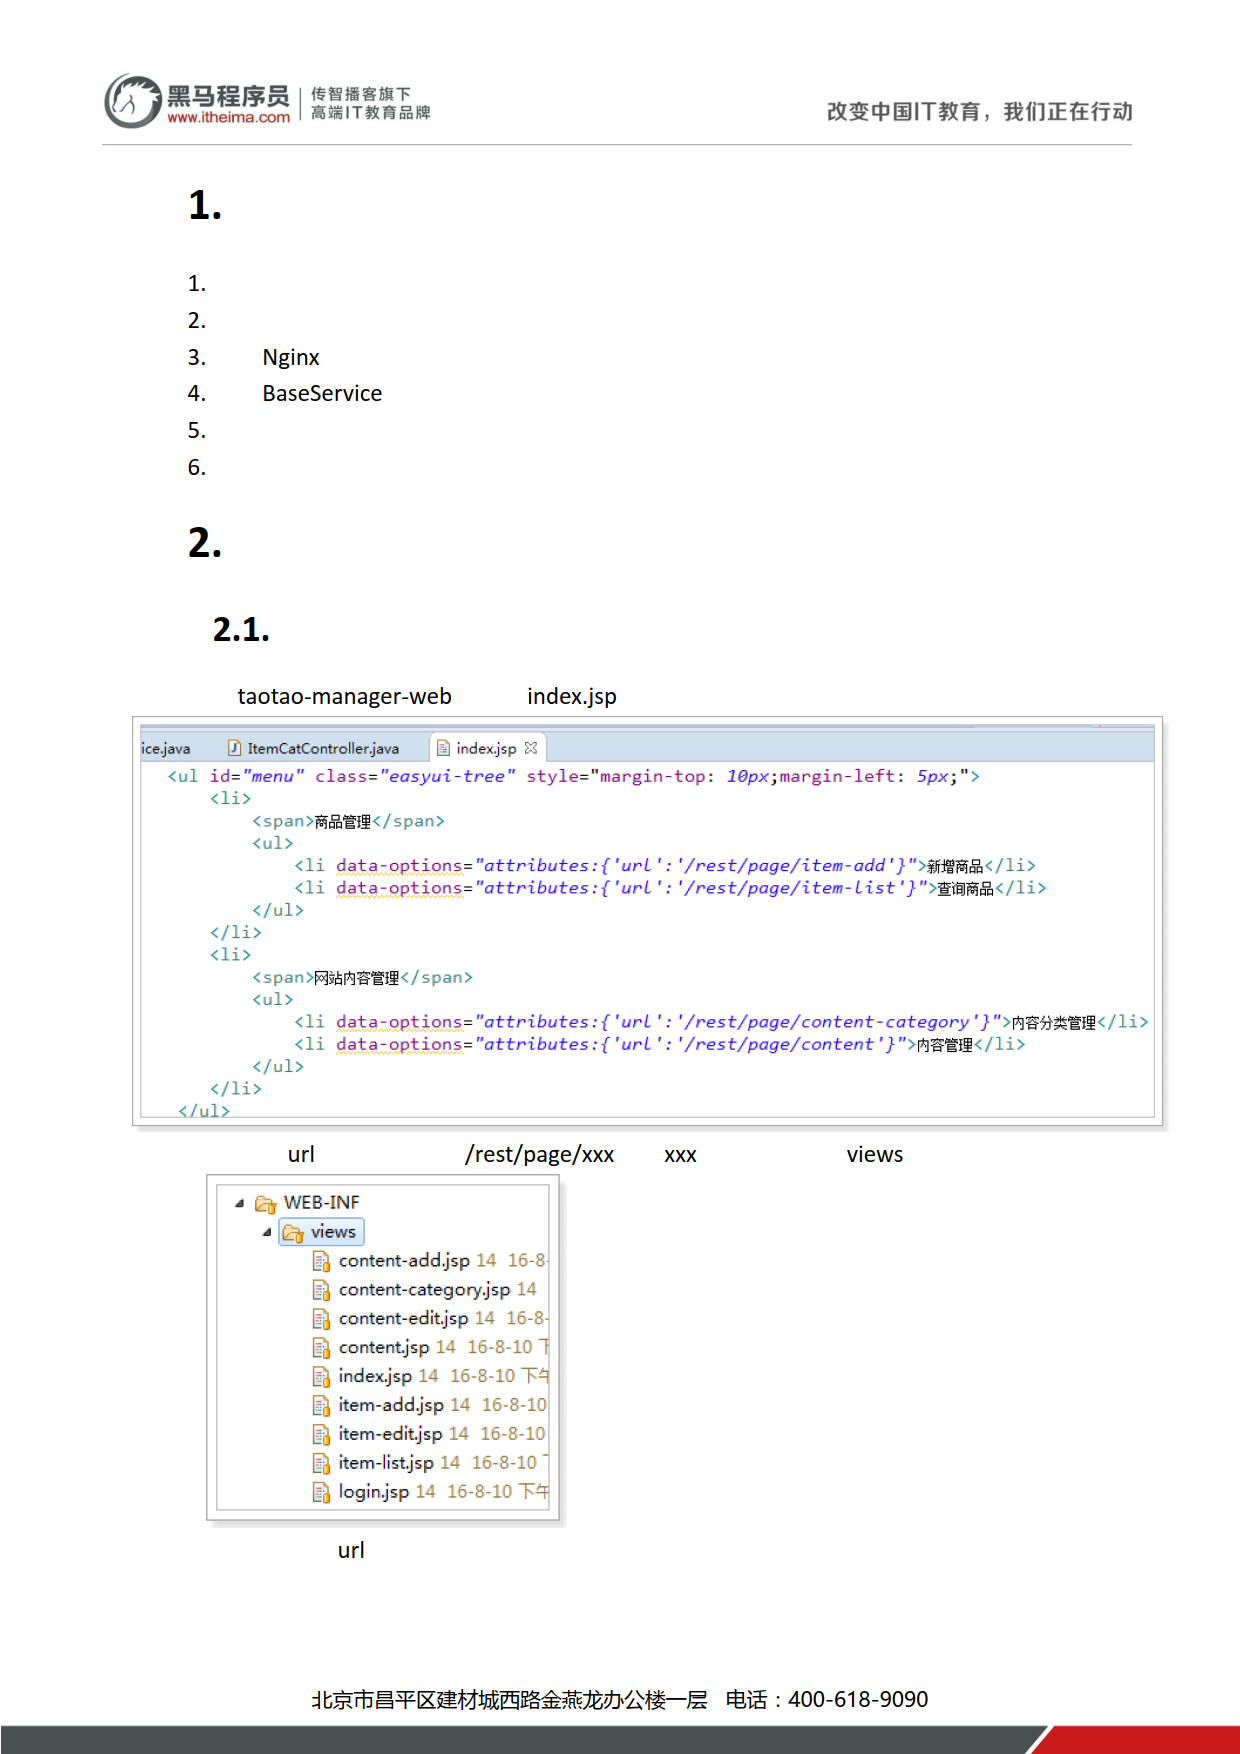 黑马程序员
www.itheima.com
传智播客旗下
高端IT教育品牌
改变中国IT教育，我们正在行动
1.
1.
2.
3. Nginx
4. BaseService
5.
6.
2.
2.1.
taotao-manager-web index.jsp
ice.java ItemCatController.java index.jsp
<ul id="menu" class="easyui-tree" style="margin-top: 10px;margin-left: 5px;">
<li>
<span>商品管理</span>
<ul>
<li data-options="attributes:{'url':'/rest/page/item-add'}">新增商品</li>
<li data-options="attributes:{'url':'/rest/page/item-list'}">查询商品</li>
</ul>
</li>
<li>
<span>网站内容管理</span>
<ul>
<li data-options="attributes:{'url':'/rest/page/content-category'}">内容分类管理</li>
<li data-options="attributes:{'url':'/rest/page/content'}">内容管理</li>
</ul>
</li>
</ul>
url /rest/page/xxx xxx views
WEB-INF
views
content-add.jsp 14 16-8-
content-category.jsp 14
content-edit.jsp 14 16-8-
content.jsp 14 16-8-10 下
index.jsp 14 16-8-10 下午
item-add.jsp 14 16-8-10
item-edit.jsp 14 16-8-10
item-list.jsp 14 16-8-10
login.jsp 14 16-8-10 下午
url
北京市昌平区建材城西路金燕龙办公楼一层 电话：400-618-9090